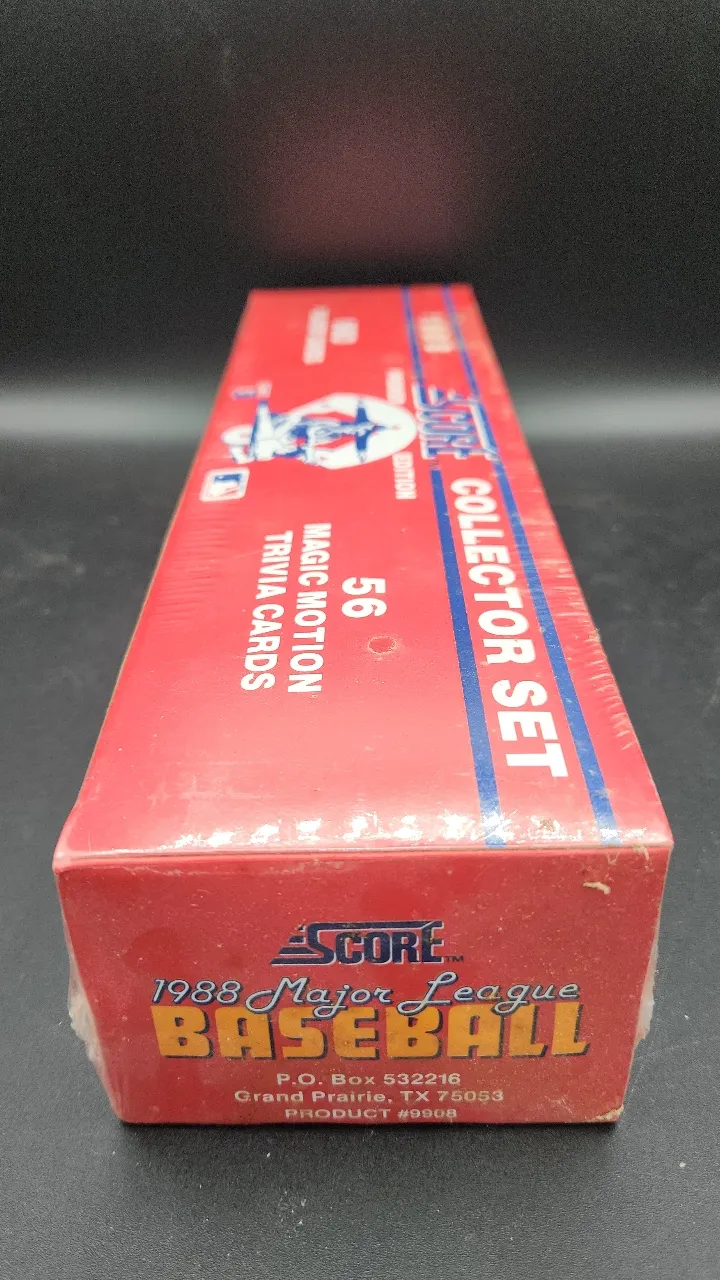 SCORE
COLLECTOR SET
EDITION
56
MAGIC MOTION
TRIVIA CARDS
SCORE™
1988 Major League
BASEBALL
P.O. Box 532216
Grand Prairie, TX 75053
PRODUCT #9908